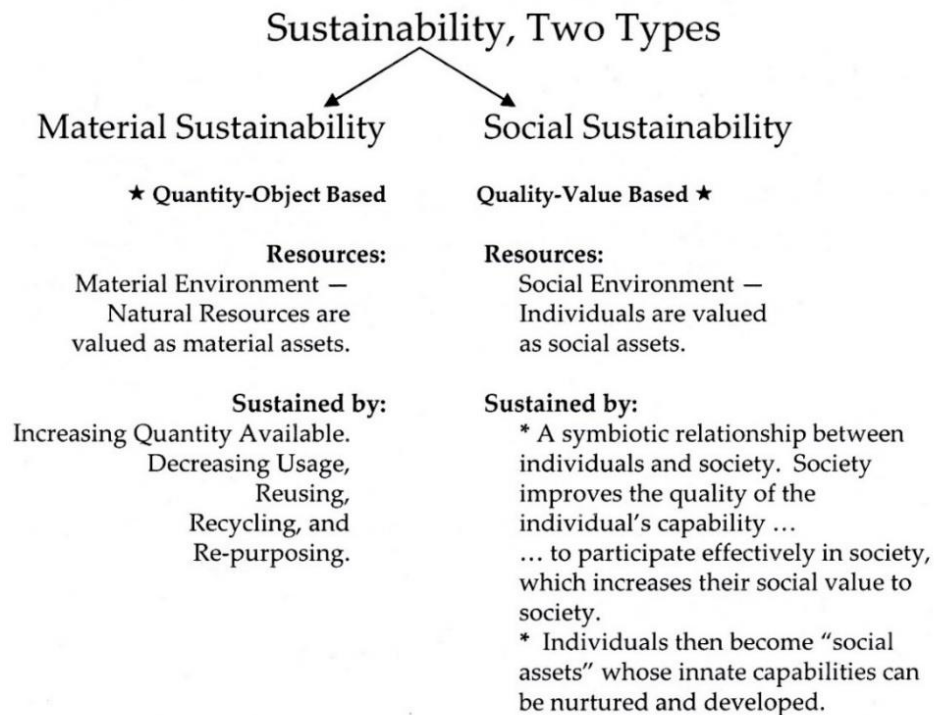 Sustainability, Two Types
Material Sustainability
★ Quantity-Object Based
Resources:
Material Environment —
Natural Resources are
valued as material assets.
Sustained by:
Increasing Quantity Available.
Decreasing Usage,
Reusing,
Recycling, and
Re-purposing.
Social Sustainability
Quality-Value Based ★
Resources:
Social Environment —
Individuals are valued
as social assets.
Sustained by:
* A symbiotic relationship between
individuals and society.  Society
improves the quality of the
individual's capability …
… to participate effectively in society,
which increases their social value to
society.
*  Individuals then become “social
assets” whose innate capabilities can
be nurtured and developed.